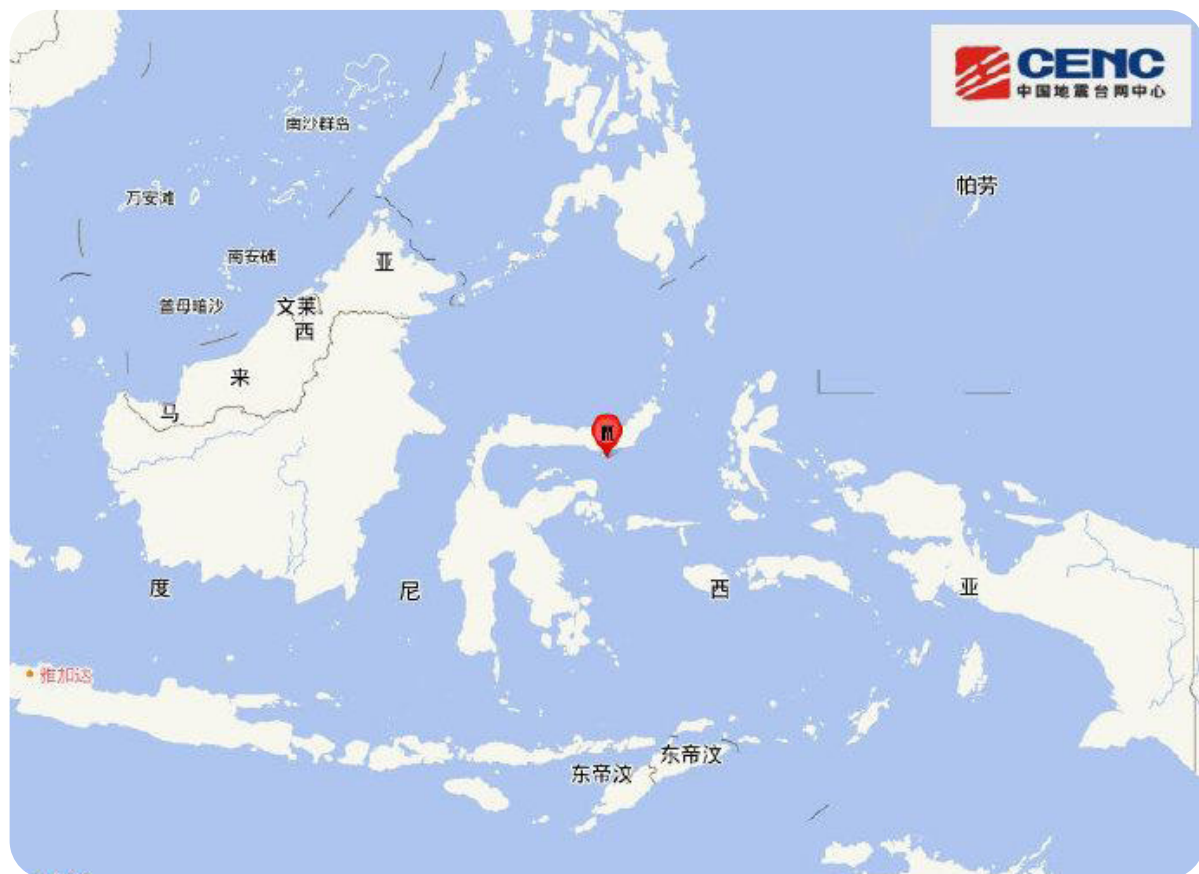 CENC
中国地震台网中心
南沙群岛
万安滩
帕劳
南安礁
亚
曾母暗沙
文莱
西
来
马
度
尼
西
亚
雅加达
东帝汶
东帝汶